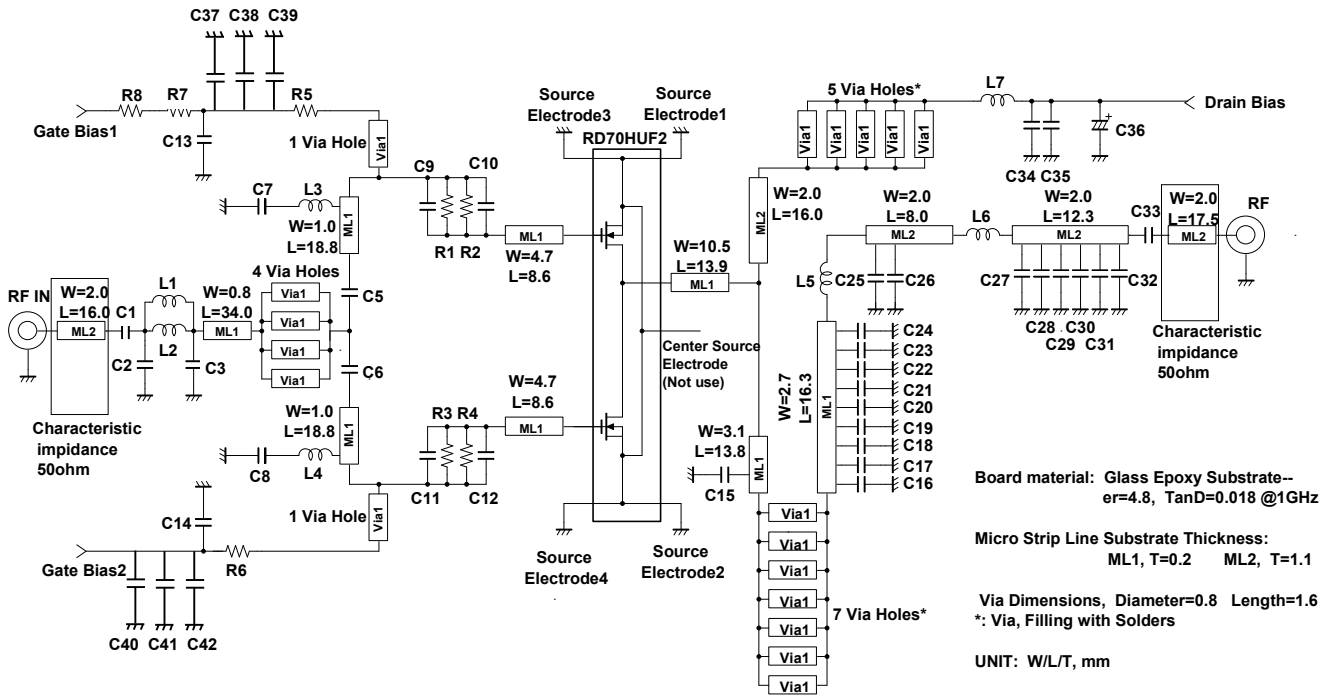 C37 C38 C39
R8 R7 R5
Gate Bias1
C13
1 Via Hole
Via1
Source
Electrode3
Source
Electrode1
RD70HUF2
C9 C10
R1 R2
C7 L3
W=1.0
L=18.8
ML1
W=4.7
L=8.6
ML1
4 Via Holes
Via1
Via1
Via1
Via1
C5
C6
RF IN
W=2.0
L=16.0
ML2
C1
L1
L2
C2
C3
W=0.8
L=34.0
ML1
Characteristic
impidance
50ohm
W=1.0
L=18.8
ML1
C8 L4
R3 R4
C11 C12
W=4.7
L=8.6
ML1
1 Via Hole
Via1
C14
Gate Bias2
R6
C40 C41 C42
Source
Electrode4
Source
Electrode2
Center Source
Electrode
(Not use)
W=10.5
L=13.9
ML1
5 Via Holes*
Via1
Via1
Via1
Via1
Via1
W=2.0
L=16.0
ML2
L7
Drain Bias
C34 C35
+
C36
W=2.0
L=8.0
ML2
L5
C25 C26
L6
W=2.0
L=12.3
ML2
C27
C28 C30
C29 C31
C32
C33
W=2.0
L=17.5
ML2
RF
Characteristic
impidance
50ohm
W=2.7
L=16.3
ML1
C24
C23
C22
C21
C20
C19
C18
C17
C16
W=3.1
L=13.8
ML1
C15
Via1
Via1
Via1
Via1
Via1
Via1
Via1
7 Via Holes*
Board material: Glass Epoxy Substrate--
er=4.8, TanD=0.018 @1GHz
Micro Strip Line Substrate Thickness:
ML1, T=0.2 ML2, T=1.1
Via Dimensions, Diameter=0.8 Length=1.6
*: Via, Filling with Solders
UNIT: W/L/T, mm